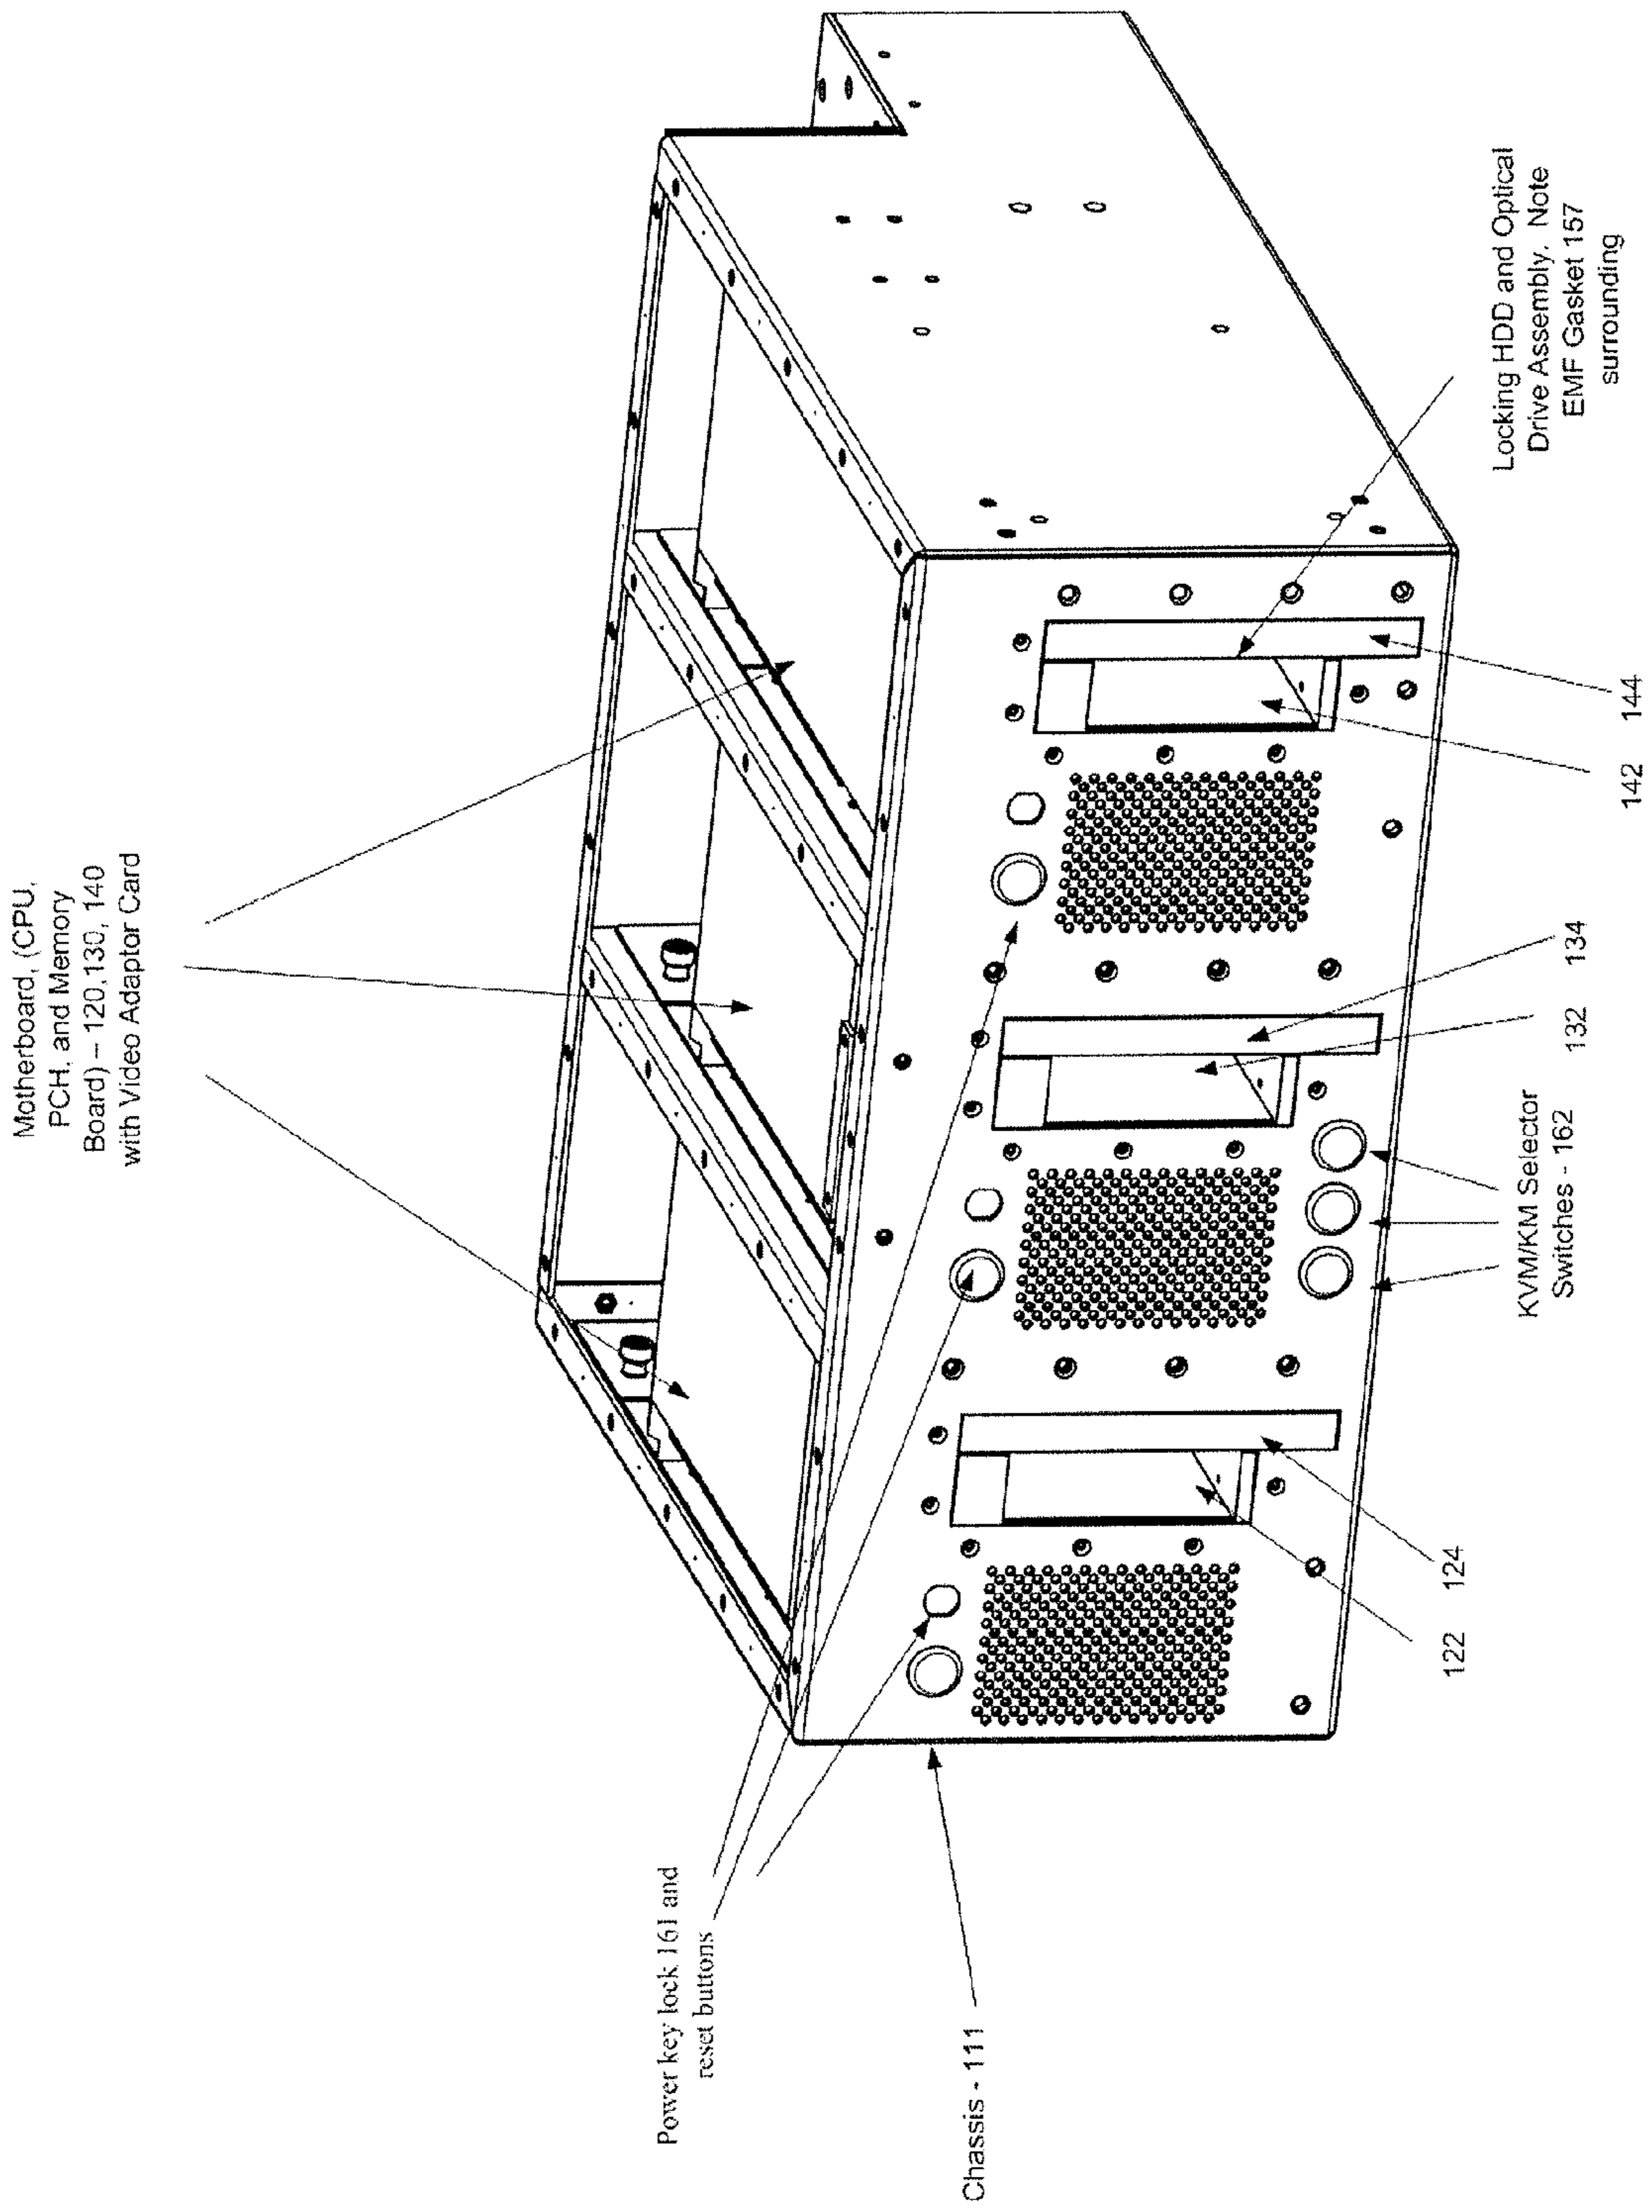 Motherboard, (CPU,
PCH, and Memory
Board) – 120,130, 140
with Video Adaptor Card
Power key lock 161 and
reset buttons
Chassis - 111
Locking HDD and Optical
Drive Assembly. Note
EMF Gasket 157
surrounding
144
142
134
132
KVM/KM Selector
Switches - 162
124
122